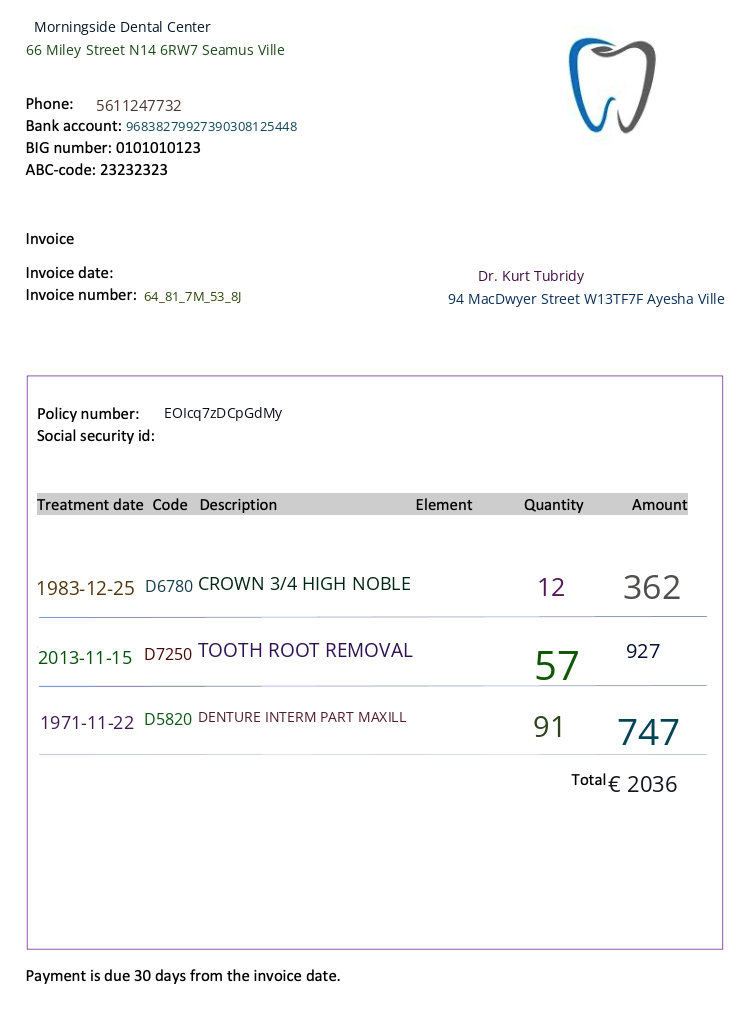 Morningside Dental Center
66 Miley Street N14 6RW7 Seamus Ville
Phone: 5611247732
Bank account: 96838279927390308125448
BIG number: 0101010123
ABC-code: 23232323
Invoice
Invoice date:
Invoice number: 64_81_7M_53_8J
Dr. Kurt Tubridy
94 MacDwyer Street W13TF7F Ayesha Ville
Policy number: EOIcq7zDCpGdMy
Social security id:
Treatment date Code Description Element Quantity Amount
1983-12-25 D6780 CROWN 3/4 HIGH NOBLE 12 362
2013-11-15 D7250 TOOTH ROOT REMOVAL 57 927
1971-11-22 D5820 DENTURE INTERM PART MAXILL 91 747
Total € 2036
Payment is due 30 days from the invoice date.